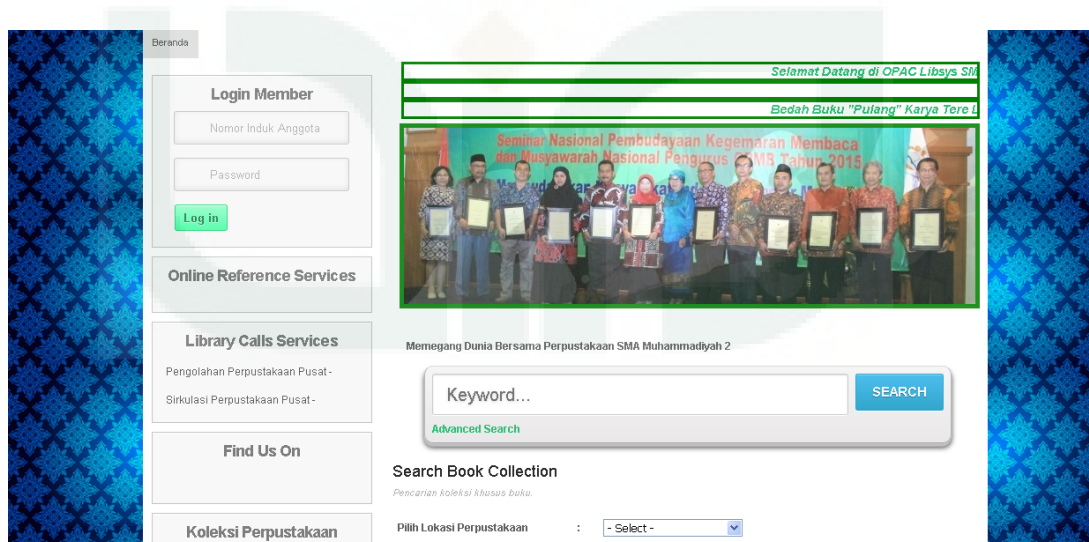 Beranda
Login Member
Nomor Induk Anggota
Password
Log in
Online Reference Services
Library Calls Services
Pengolahan Perpustakaan Pusat -
Sirkulasi Perpustakaan Pusat -
Find Us On
Koleksi Perpustakaan
Selamat Datang di OPAC Libsys SM
Bedah Buku "Pulang" Karya Tere L
Seminar Nasional Pembudayaan Kegemaran Membaca
dan Musyawarah Nasional Pengurus Tahun 2015
Memegang Dunia Bersama Perpustakaan SMA Muhammadiyah 2
Keyword...
SEARCH
Advanced Search
Search Book Collection
Pencarian koleksi khusus buku.
Pilih Lokasi Perpustakaan : - Select -